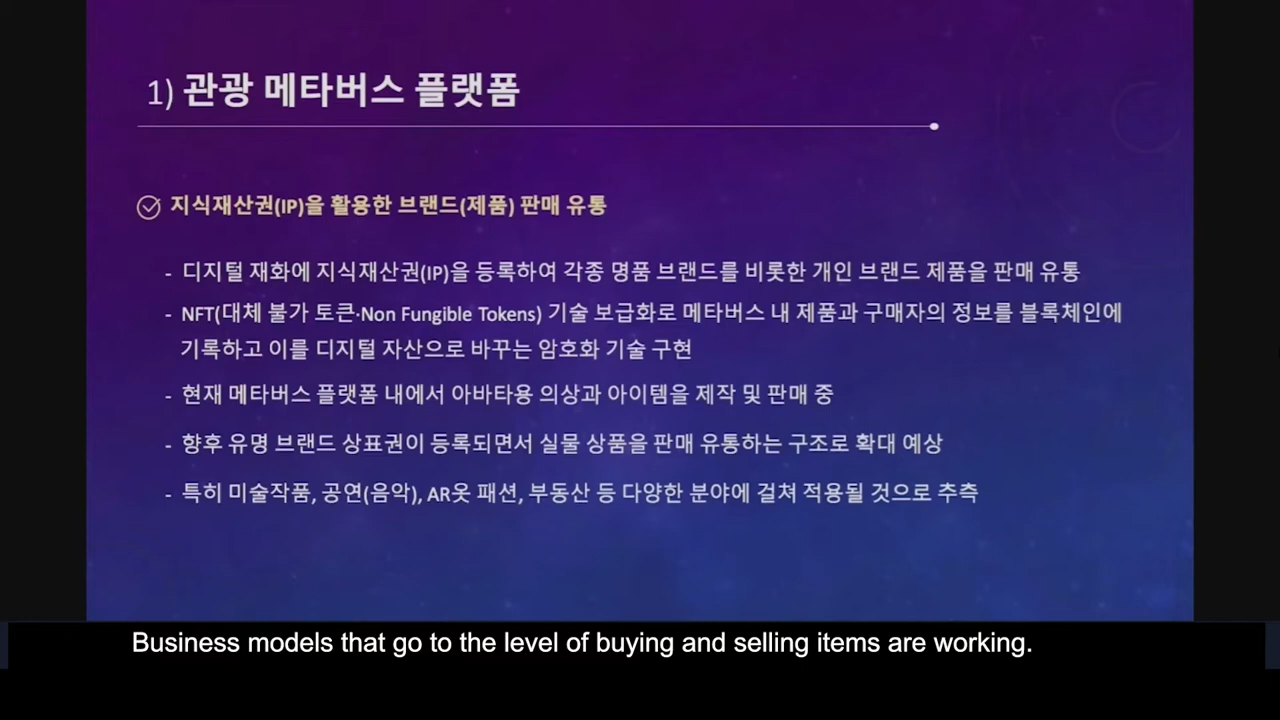 1) 관광 메타버스 플랫폼
지식재산권(IP)을 활용한 브랜드(제품) 판매 유통
- 디지털 재화에 지식재산권(IP)을 등록하여 각종 명품 브랜드를 비롯한 개인 브랜드 제품을 판매 유통
- NFT(대체 불가 토큰·Non Fungible Tokens) 기술 보급화로 메타버스 내 제품과 구매자의 정보를 블록체인에
기록하고 이를 디지털 자산으로 바꾸는 암호화 기술 구현
- 현재 메타버스 플랫폼 내에서 아바타용 의상과 아이템을 제작 및 판매 중
- 향후 유명 브랜드 상표권이 등록되면서 실물 상품을 판매 유통하는 구조로 확대 예상
- 특히 미술작품, 공연(음악), AR옷 패션, 부동산 등 다양한 분야에 걸쳐 적용될 것으로 추측
Business models that go to the level of buying and selling items are working.